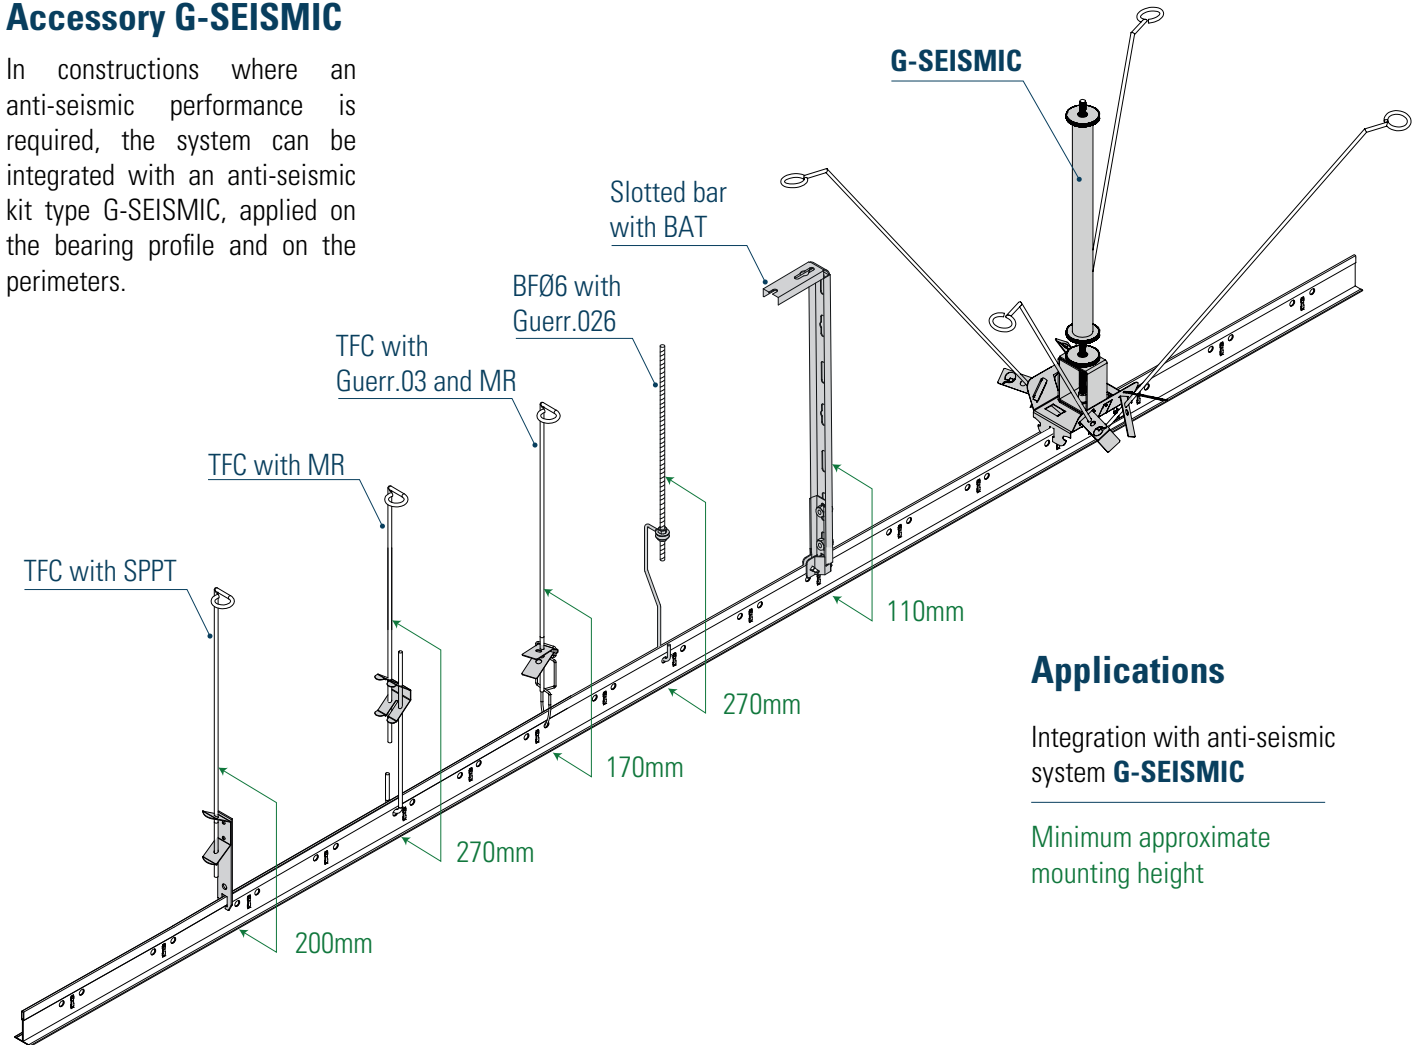 Accessory G-SEISMIC
In constructions where an
anti-seismic performance is
required, the system can be
integrated with an anti-seismic
kit type G-SEISMIC, applied on
the bearing profile and on the
perimeters.
G-SEISMIC
Slotted bar
with BAT
BFØ6 with
Guerr.026
TFC with
Guerr.03 and MR
TFC with MR
TFC with SPPT
110mm
270mm
170mm
270mm
200mm
Applications
Integration with anti-seismic
system G-SEISMIC
Minimum approximate
mounting height